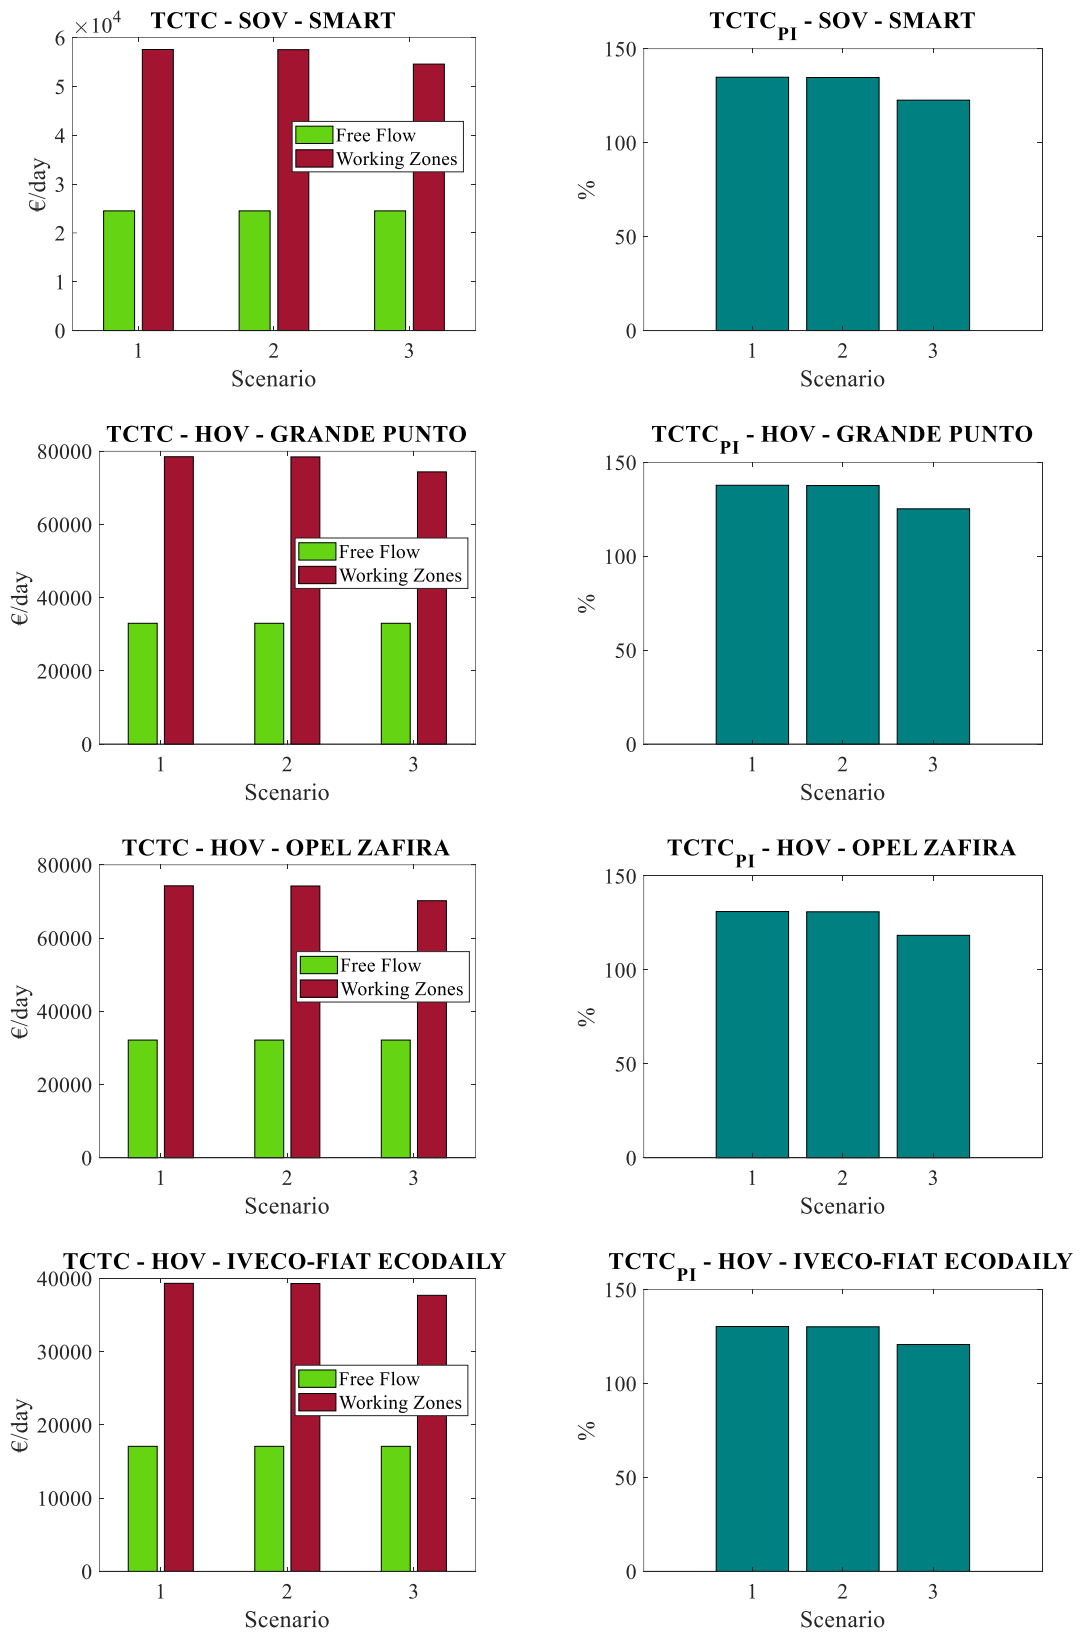 TCTC - SOV - SMART
×10⁴
6
5
4
3
2
1
0
€/day
Free Flow
Working Zones
1 2 3
Scenario
TCTC_PI - SOV - SMART
150
100
50
0
%
1 2 3
Scenario
TCTC - HOV - GRANDE PUNTO
80000
60000
40000
20000
0
€/day
Free Flow
Working Zones
1 2 3
Scenario
TCTC_PI - HOV - GRANDE PUNTO
150
100
50
0
%
1 2 3
Scenario
TCTC - HOV - OPEL ZAFIRA
80000
60000
40000
20000
0
€/day
Free Flow
Working Zones
1 2 3
Scenario
TCTC_PI - HOV - OPEL ZAFIRA
150
100
50
0
%
1 2 3
Scenario
TCTC - HOV - IVECO-FIAT ECODAILY
40000
30000
20000
10000
0
€/day
Free Flow
Working Zones
1 2 3
Scenario
TCTC_PI - HOV - IVECO-FIAT ECODAILY
150
100
50
0
%
1 2 3
Scenario